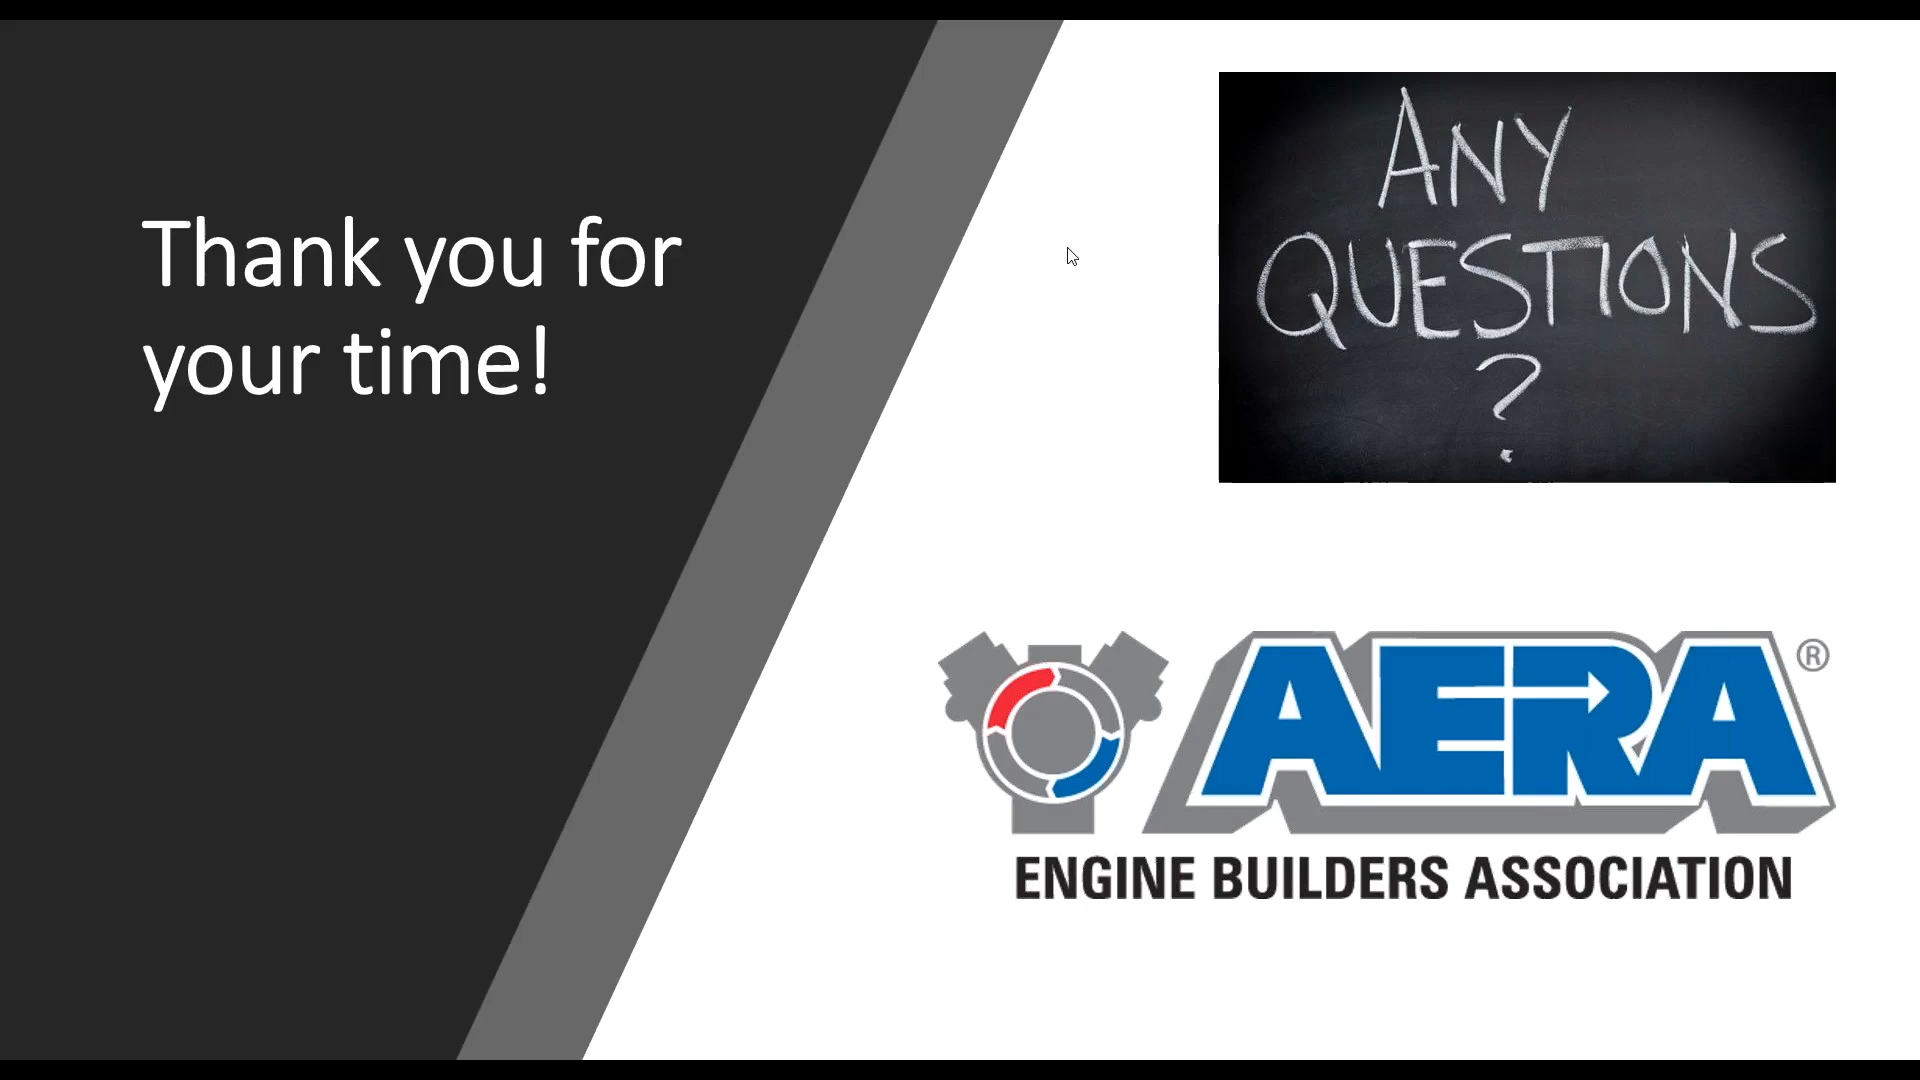 Thank you for
your time!
ANY
QUESTIONS
?
AERA®
ENGINE BUILDERS ASSOCIATION